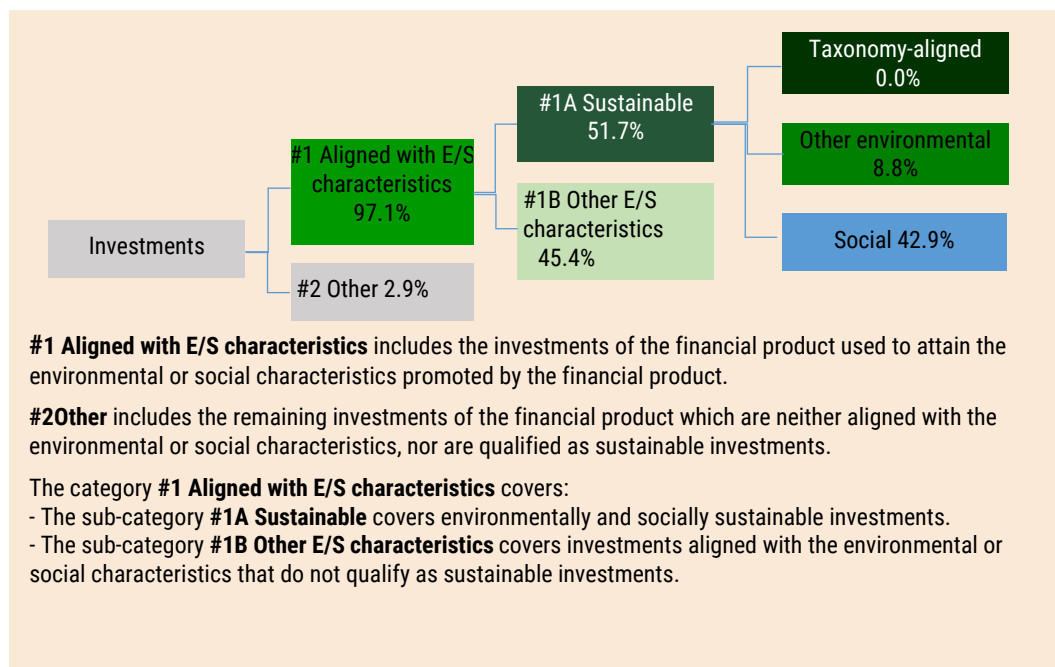 Investments
#1 Aligned with E/S
characteristics
97.1%
#2 Other 2.9%
#1A Sustainable
51.7%
#1B Other E/S
characteristics
45.4%
Taxonomy-aligned
0.0%
Other environmental
8.8%
Social 42.9%
#1 Aligned with E/S characteristics includes the investments of the financial product used to attain the
environmental or social characteristics promoted by the financial product.
#2Other includes the remaining investments of the financial product which are neither aligned with the
environmental or social characteristics, nor are qualified as sustainable investments.
The category #1 Aligned with E/S characteristics covers:
- The sub-category #1A Sustainable covers environmentally and socially sustainable investments.
- The sub-category #1B Other E/S characteristics covers investments aligned with the environmental or
social characteristics that do not qualify as sustainable investments.